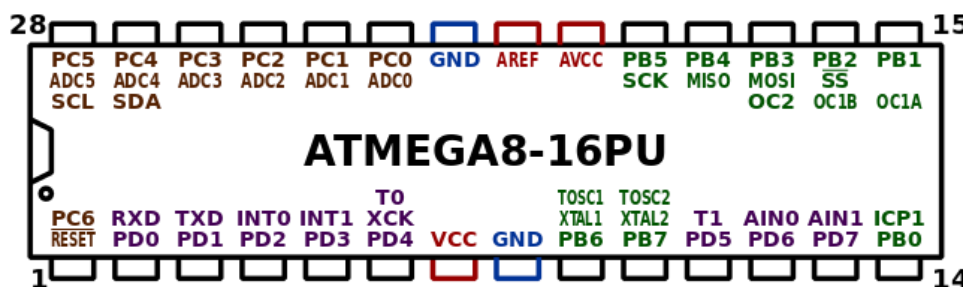 28 15
PC5 PC4 PC3 PC2 PC1 PC0 GND AREF AVCC PB5 PB4 PB3 PB2 PB1
ADC5 ADC4 ADC3 ADC2 ADC1 ADC0 SCK MISO MOSI SS
SCL SDA OC2 OC1B OC1A
ATMEGA8-16PU
T0 TOSC1 TOSC2
PC6 RXD TXD INT0 INT1 XCK XTAL1 XTAL2 T1 AIN0 AIN1 ICP1
RESET PD0 PD1 PD2 PD3 PD4 VCC GND PB6 PB7 PD5 PD6 PD7 PB0
1 14